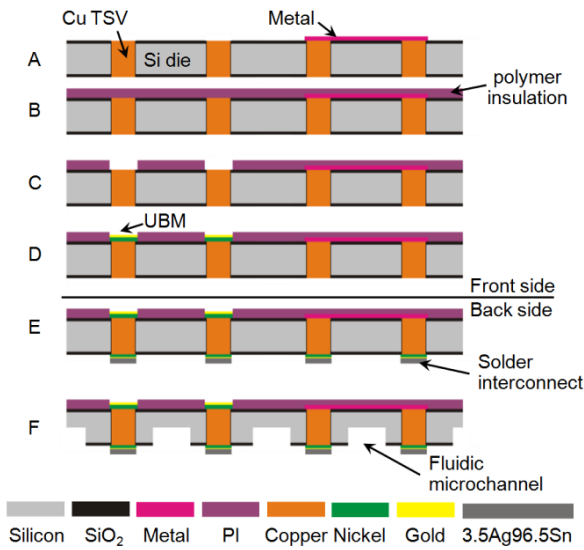 Cu TSV
Metal
A
Si die
polymer
insulation
B
C
UBM
D
Front side
Back side
E
Solder
interconnect
F
Fluidic
microchannel
Silicon
SiO₂
Metal
PI
Copper
Nickel
Gold
3.5Ag96.5Sn